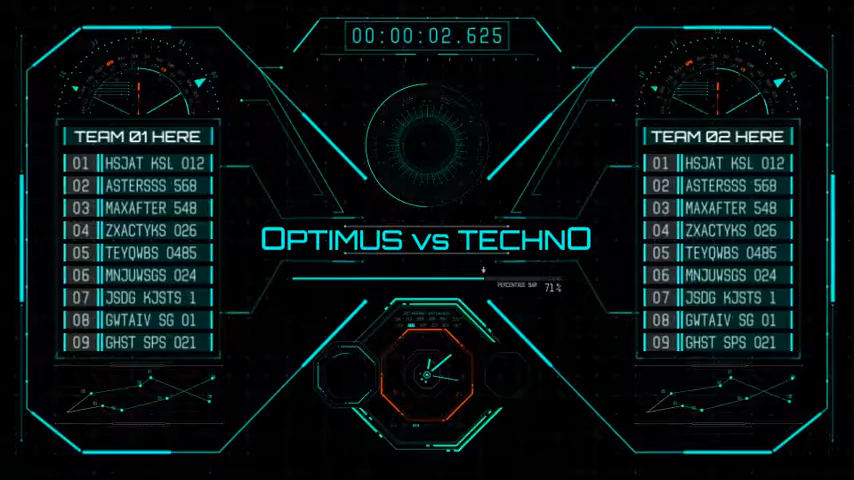 00:00:02.625
TEAM 01 HERE
01 HSJAT KSL 012
02 ASTERSSS 568
03 MAXAFTER 548
04 ZXACTYKS 026
05 TEYQWBS 0485
06 MNJUWSGS 024
07 JSDG KJSTS 1
08 GWTAIV SG 01
09 GHST SPS 021
OPTIMUS VS TECHNO
PERCENTAGE BAR 71%
TEAM 02 HERE
01 HSJAT KSL 012
02 ASTERSSS 568
03 MAXAFTER 548
04 ZXACTYKS 026
05 TEYQWBS 0485
06 MNJUWSGS 024
07 JSDG KJSTS 1
08 GWTAIV SG 01
09 GHST SPS 021